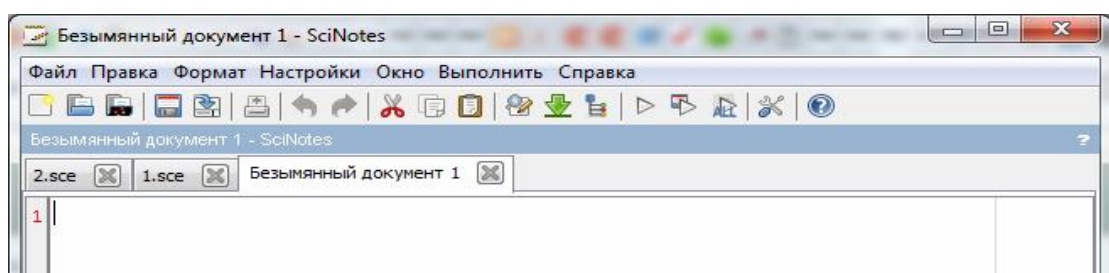 Безымянный документ 1 - SciNotes
Файл Правка Формат Настройки Окно Выполнить Справка
ALL
Безымянный документ 1 - SciNotes ?
2.sce 1.sce Безымянный документ 1
1